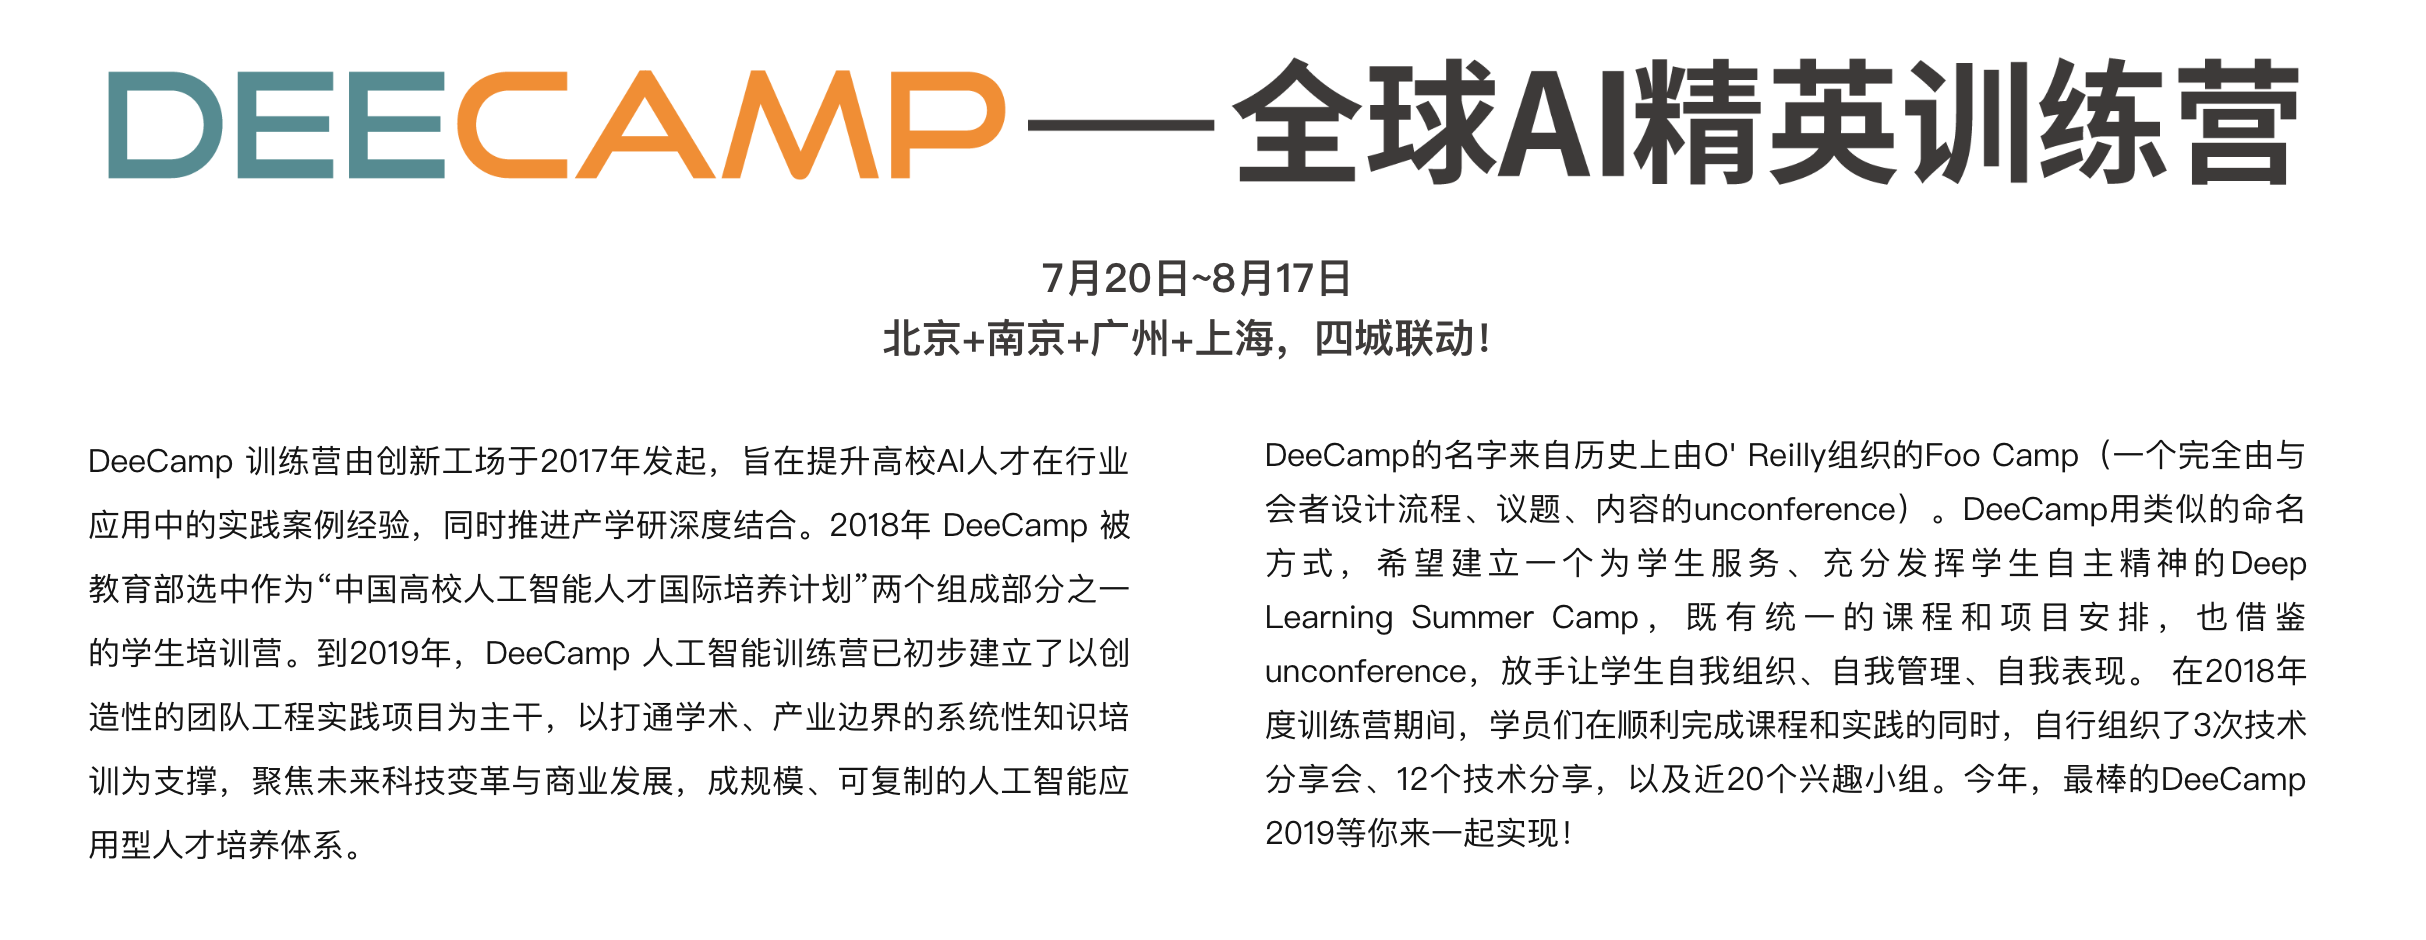 DEECAMP——全球AI精英训练营
7月20日~8月17日
北京+南京+广州+上海，四城联动！
DeeCamp 训练营由创新工场于2017年发起，旨在提升高校AI人才在行业
应用中的实践案例经验，同时推进产学研深度结合。2018年 DeeCamp 被
教育部选中作为“中国高校人工智能人才国际培养计划”两个组成部分之一
的学生培训营。到2019年，DeeCamp 人工智能训练营已初步建立了以创
造性的团队工程实践项目为主干，以打通学术、产业边界的系统性知识培
训为支撑，聚焦未来科技变革与商业发展，成规模、可复制的人工智能应
用型人才培养体系。
DeeCamp的名字来自历史上由O' Reilly组织的Foo Camp（一个完全由与
会者设计流程、议题、内容的unconference）。DeeCamp用类似的命名
方式，希望建立一个为学生服务、充分发挥学生自主精神的Deep
Learning Summer Camp，既有统一的课程和项目安排，也借鉴
unconference，放手让学生自我组织、自我管理、自我表现。 在2018年
度训练营期间，学员们在顺利完成课程和实践的同时，自行组织了3次技术
分享会、12个技术分享，以及近20个兴趣小组。今年，最棒的DeeCamp
2019等你来一起实现！